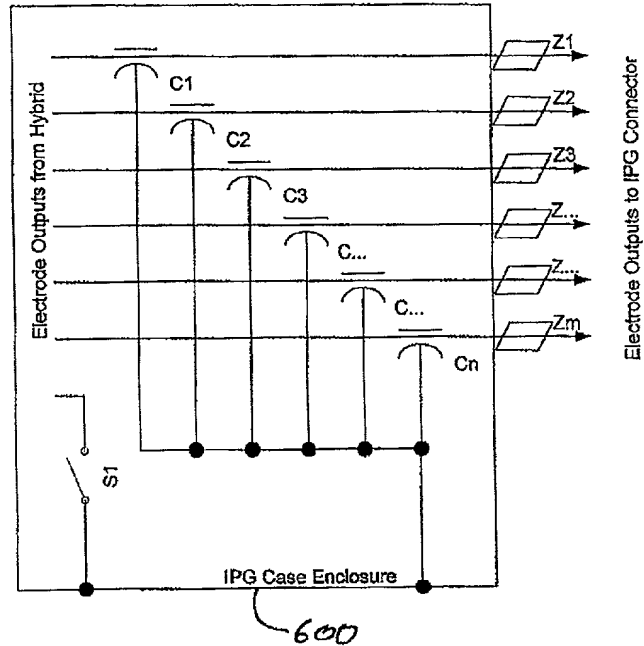 Electrode Outputs from Hybrid
C1
C2
C3
C...
C...
Cn
Z1
Z2
Z3
Z...
Z....
Zm
Electrode Outputs to IPG Connector
S1
IPG Case Enclosure
600